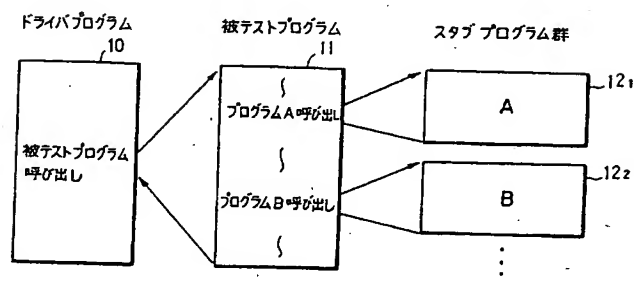 ドライバプログラム
10
被テストプログラム
呼び出し
被テストプログラム
11
プログラムA呼び出し
プログラムB呼び出し
スタブ プログラム群
A
12₁
B
12₂